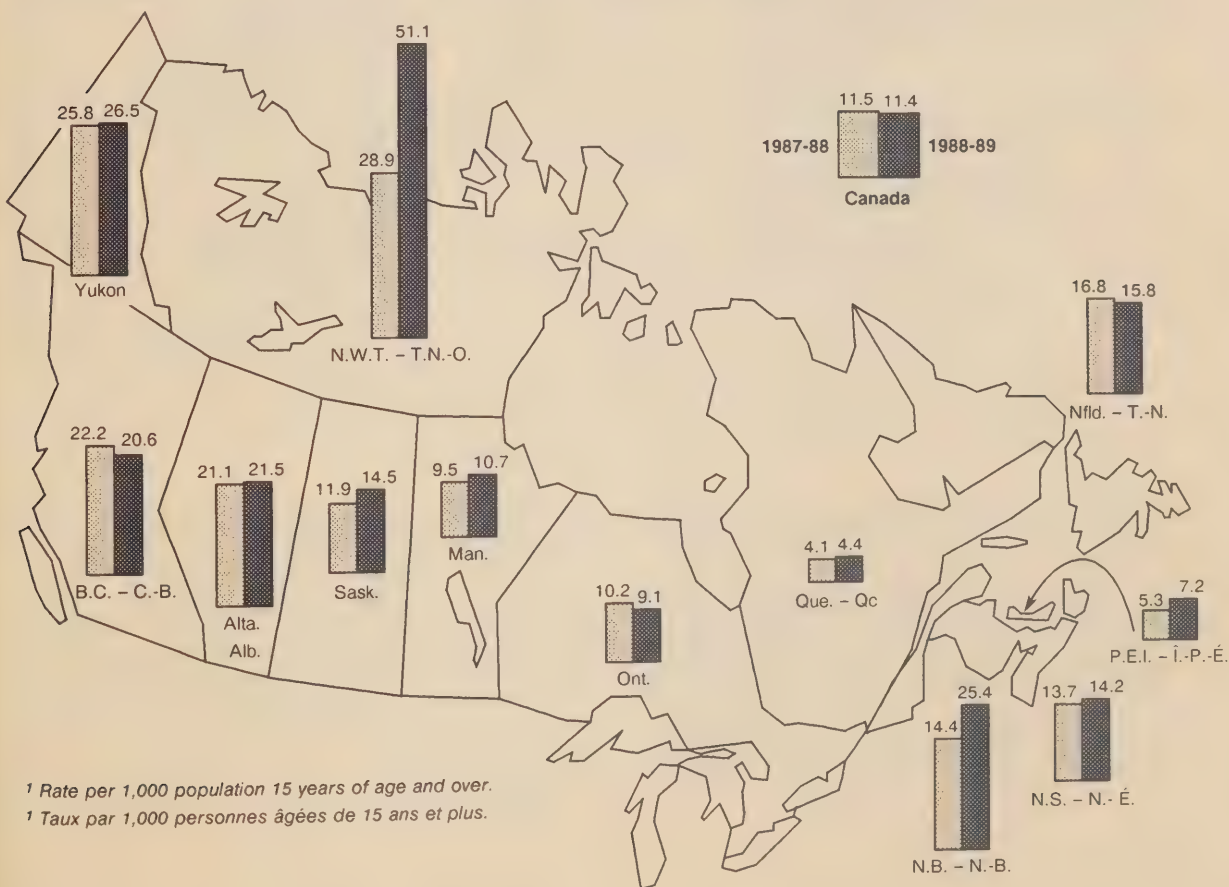 51.1
28.9
N.W.T. – T.N.-O.
25.8 26.5
Yukon
11.5 11.4
1987-88 1988-89
Canada
16.8 15.8
Nfld. – T.-N.
22.2 20.6
B.C. – C.-B.
21.1 21.5
Alta.
Alb.
11.9 14.5
Sask.
9.5 10.7
Man.
10.2 9.1
Ont.
4.1 4.4
Que. – Qc
5.3 7.2
P.E.I. – Î.-P.-É.
14.4 25.4
N.B. – N.-B.
13.7 14.2
N.S. – N.- É.
1 Rate per 1,000 population 15 years of age and over.
1 Taux par 1,000 personnes âgées de 15 ans et plus.